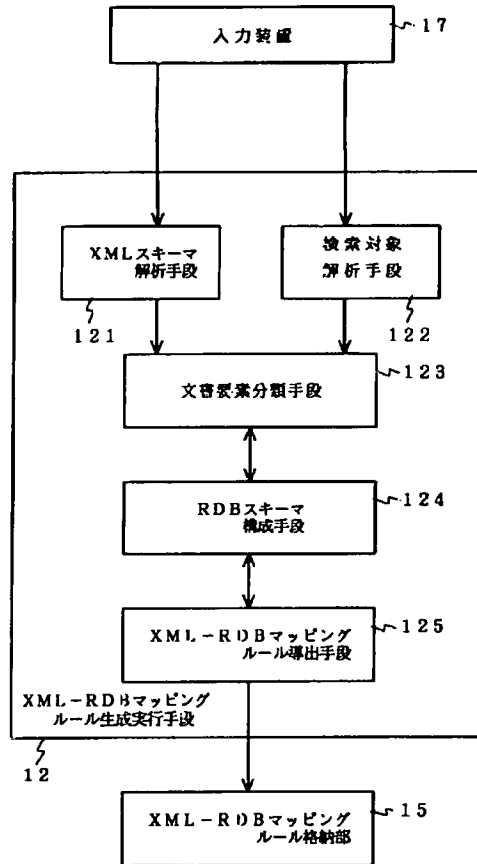 入力装置
17
XMLスキーマ
解析手段
121
検索対象
解析手段
122
文書要素分類手段
123
RDBスキーマ
構成手段
124
XML-RDBマッピング
ルール導出手段
125
XML-RDBマッピング
ルール生成実行手段
12
XML-RDBマッピング
ルール格納部
15